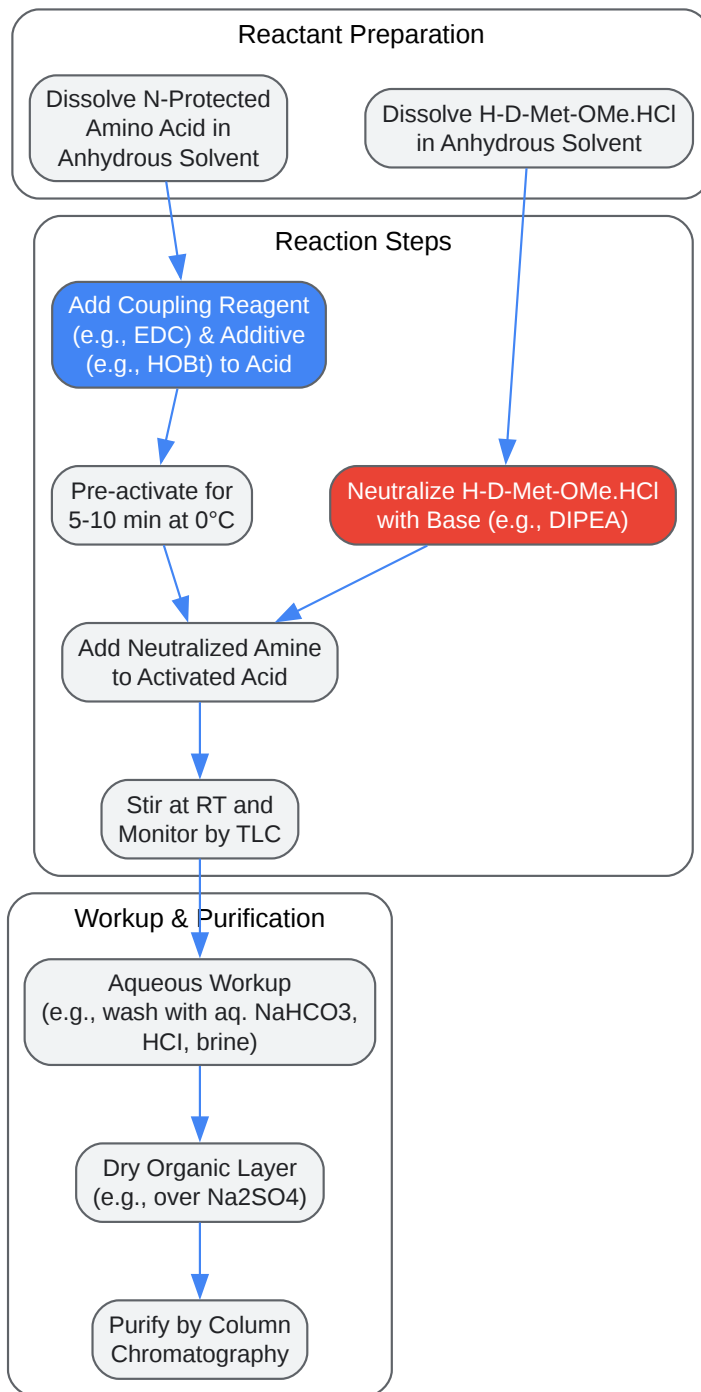 Reactant Preparation
Dissolve N-Protected
Amino Acid in
Anhydrous Solvent
Dissolve H-D-Met-OMe.HCl
in Anhydrous Solvent
Reaction Steps
Add Coupling Reagent
(e.g., EDC) & Additive
(e.g., HOBt) to Acid
Pre-activate for
5-10 min at 0°C
Neutralize H-D-Met-OMe.HCl
with Base (e.g., DIPEA)
Add Neutralized Amine
to Activated Acid
Stir at RT and
Monitor by TLC
Workup & Purification
Aqueous Workup
(e.g., wash with aq. NaHCO3,
HCl, brine)
Dry Organic Layer
(e.g., over Na2SO4)
Purify by Column
Chromatography